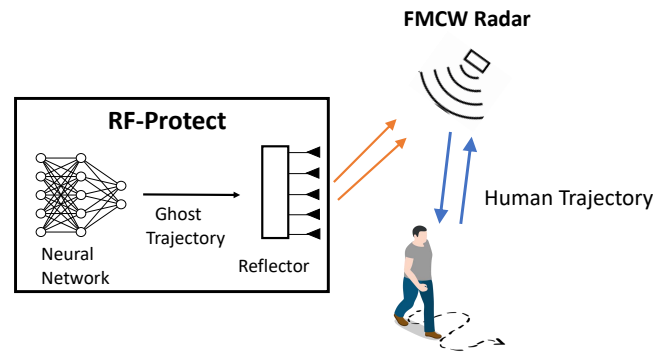 FMCW Radar
RF-Protect
Ghost
Trajectory
Neural
Network
Reflector
Human Trajectory